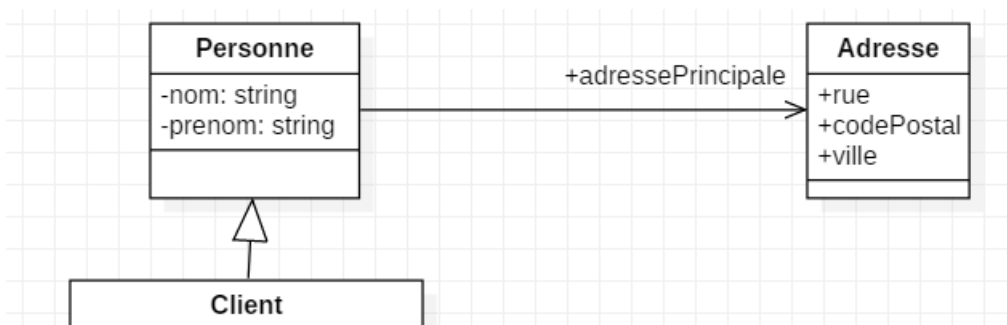 Personne
-nom: string
-prenom: string
+adressePrincipale
Adresse
+rue
+codePostal
+ville
Client